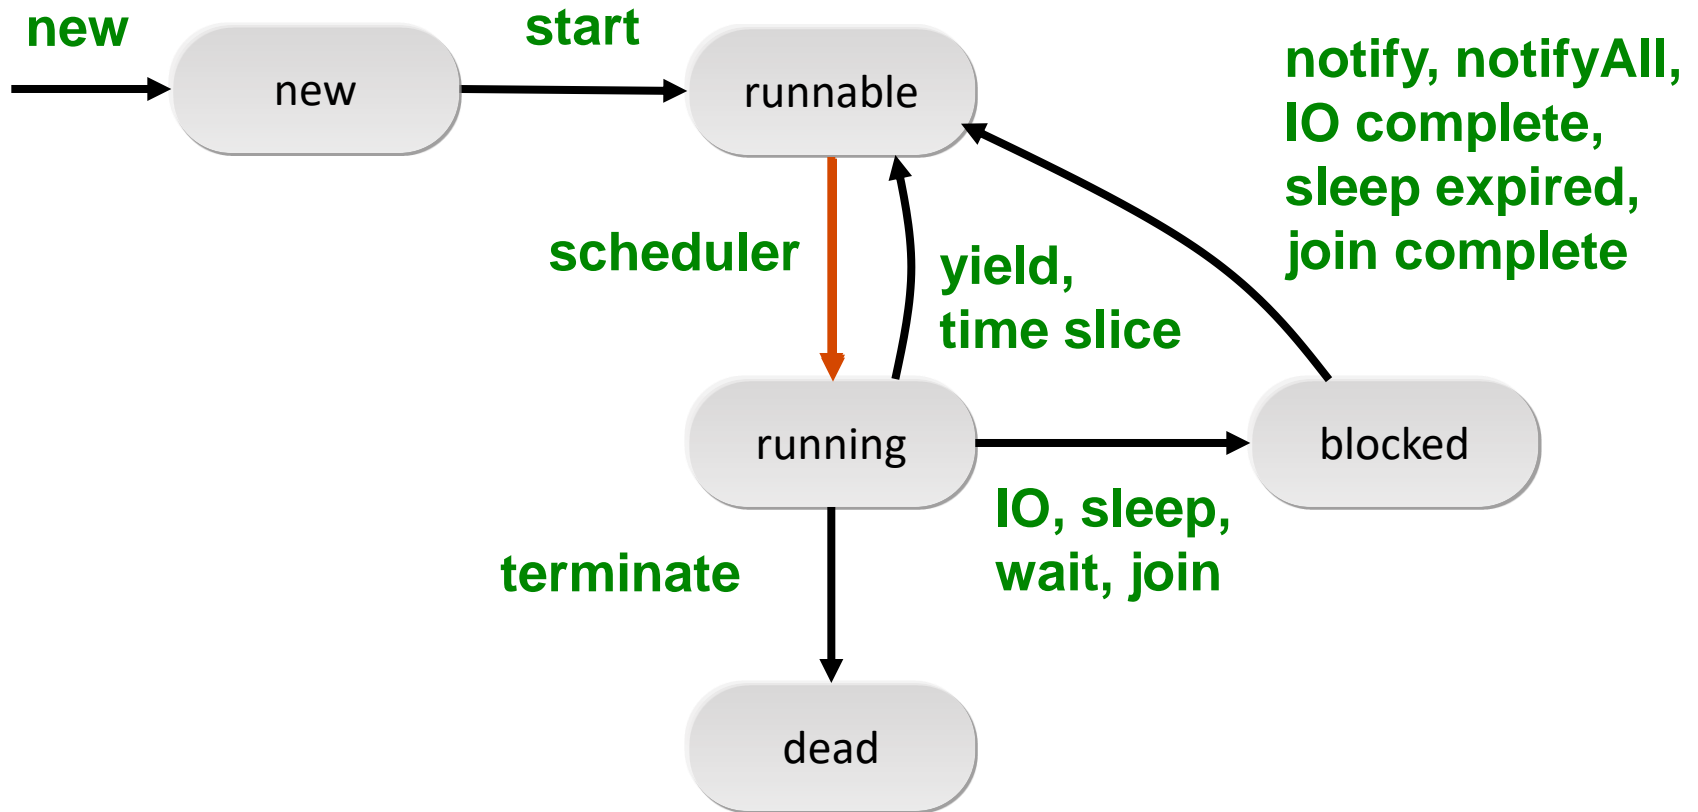 new
start
new
runnable
notify, notifyAll,
IO complete,
sleep expired,
join complete
scheduler
yield,
time slice
running
blocked
IO, sleep,
wait, join
terminate
dead